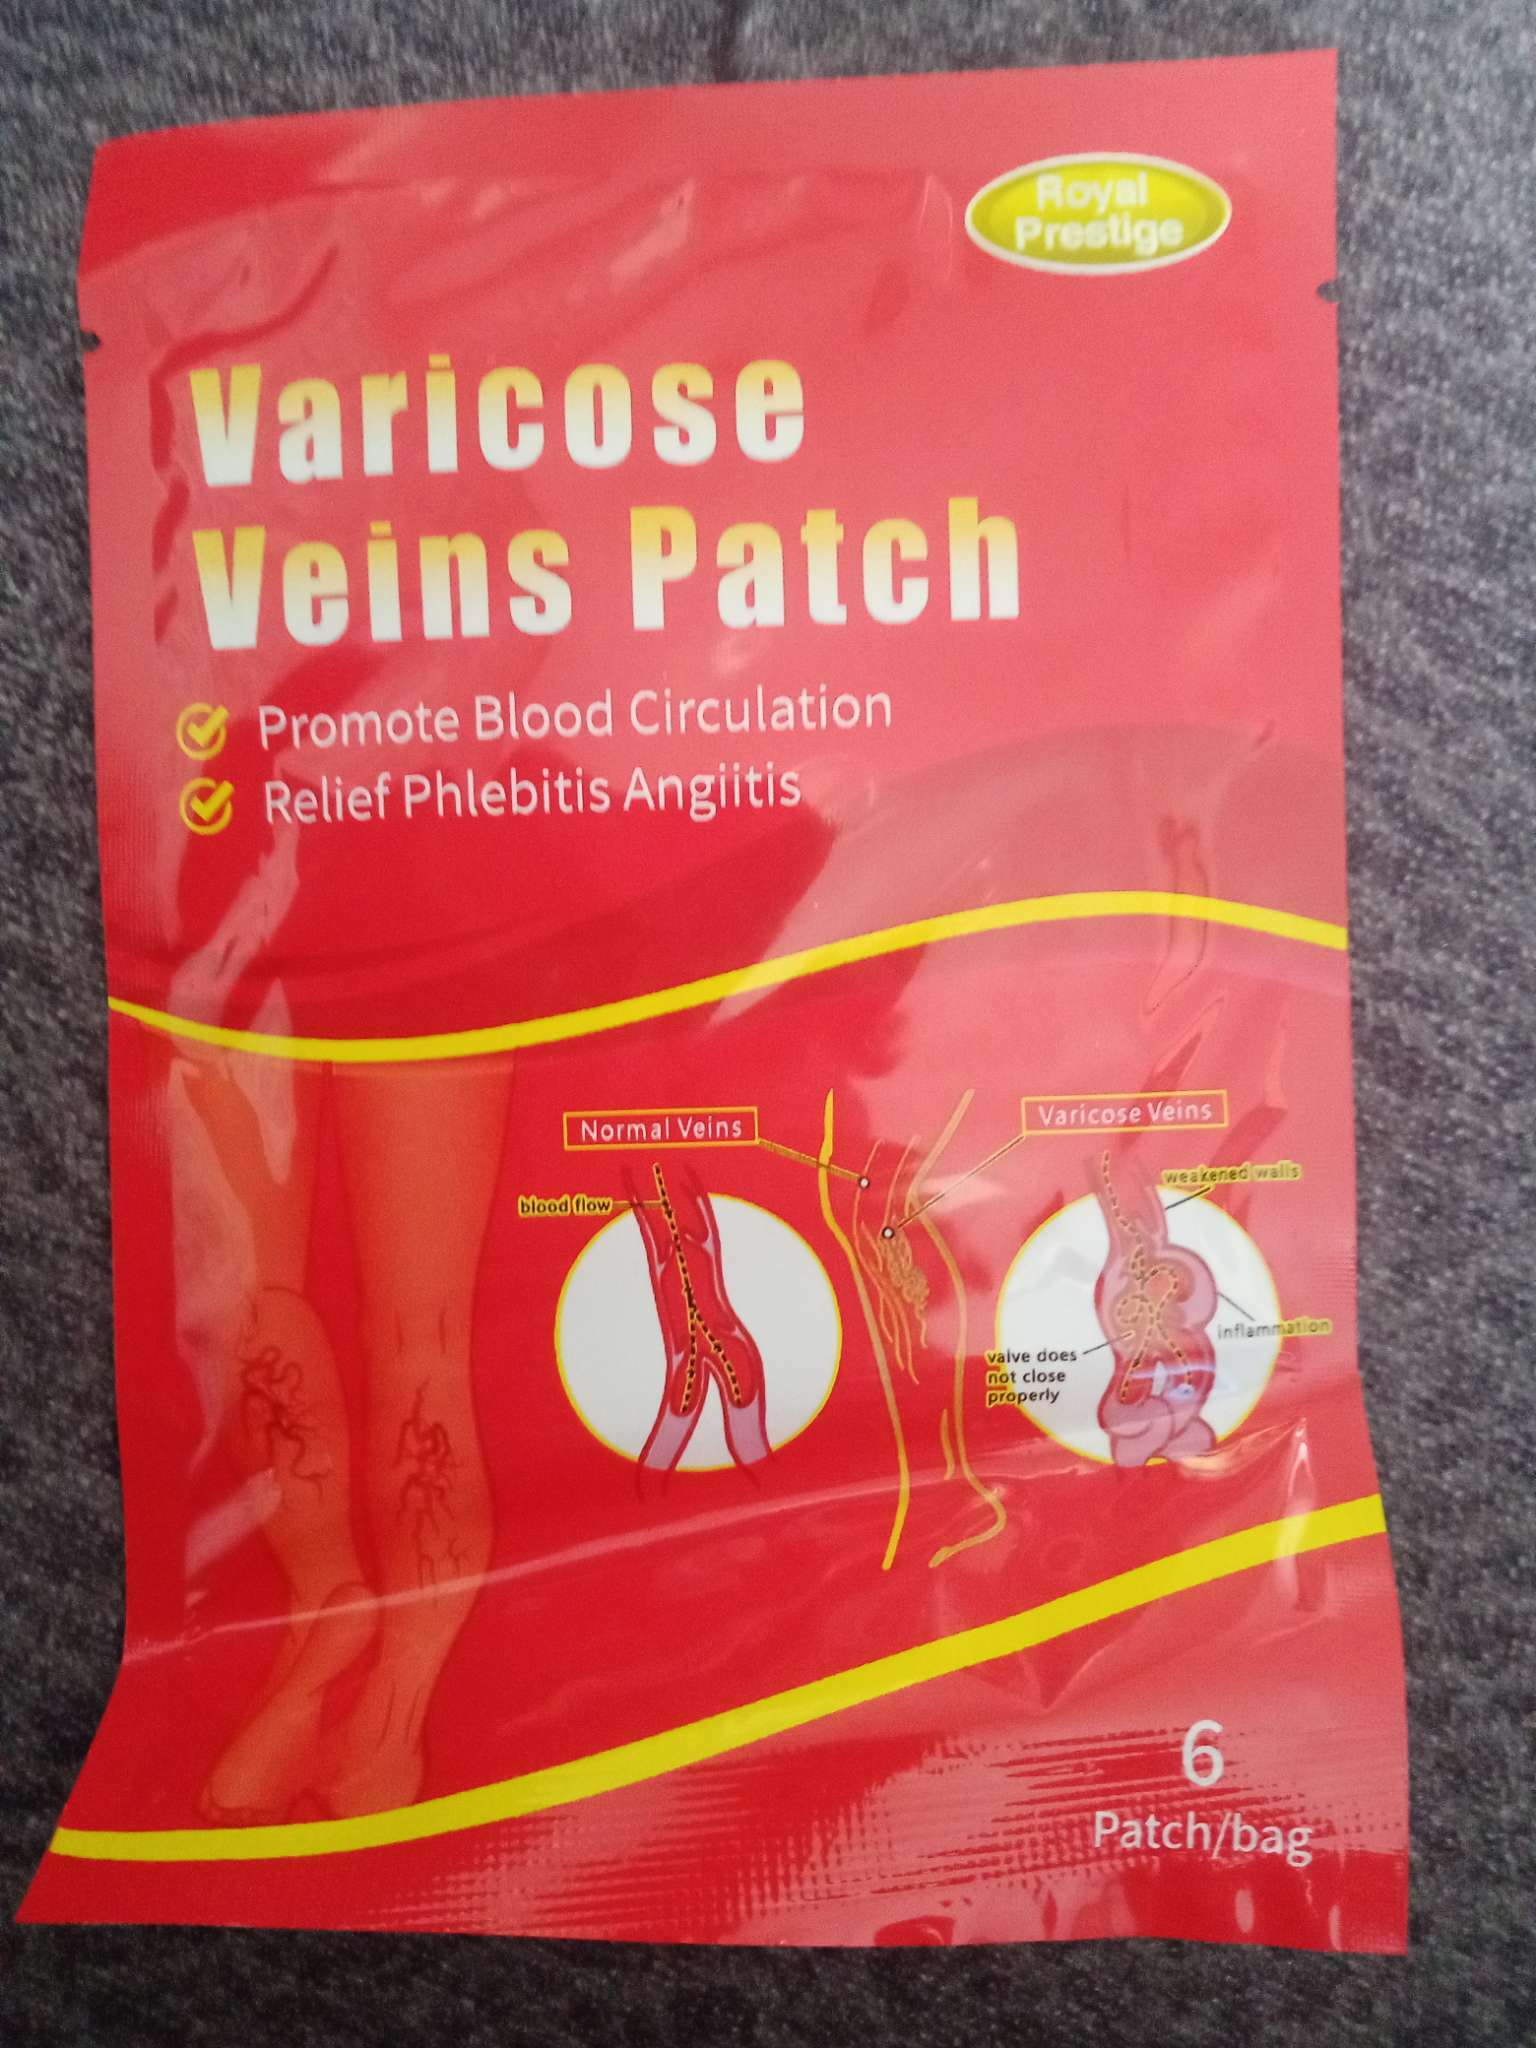 Royal
Prestige
Varicose
Veins Patch
Promote Blood Circulation
Relief Phlebitis Angiitis
Normal Veins
Varicose Veins
blood flow
weakened walls
inflammation
valve does
not close
properly
6
Patch/bag